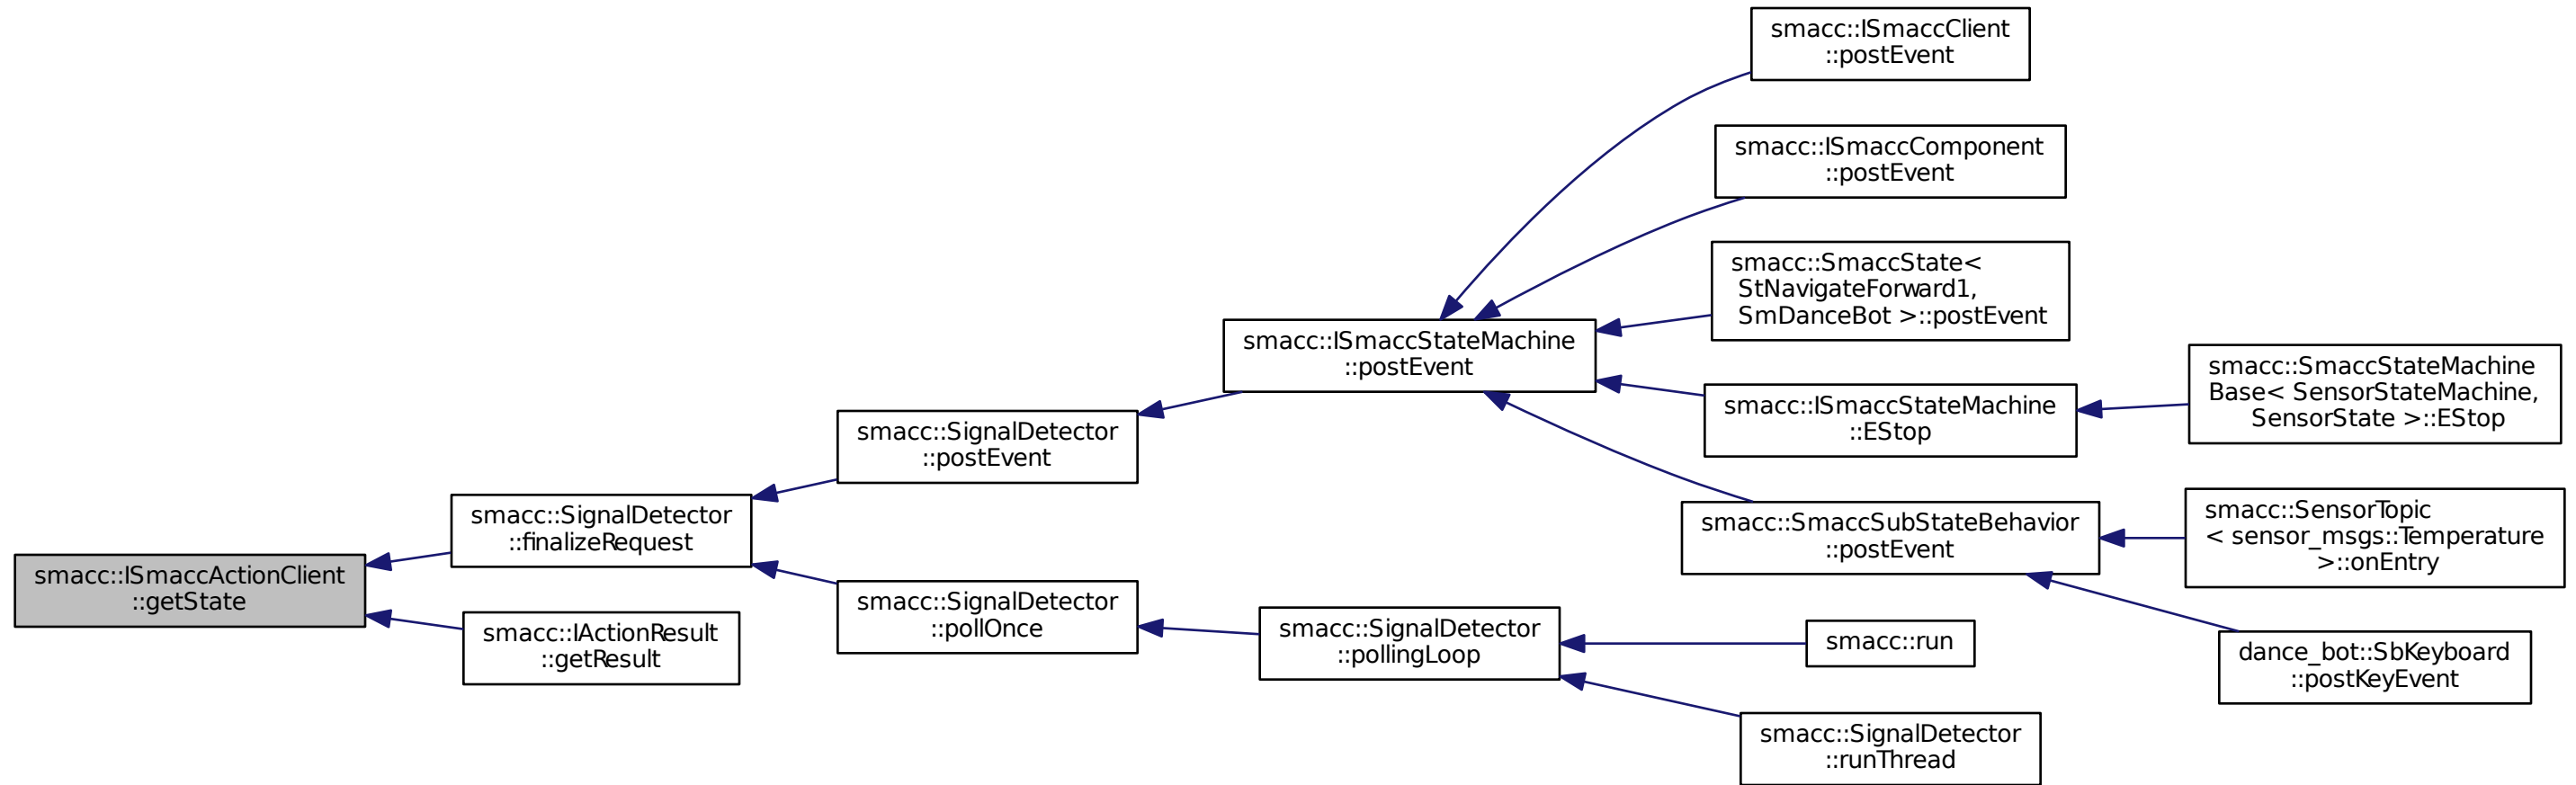 smacc::ISmaccClient
::postEvent
smacc::ISmaccComponent
::postEvent
smacc::SmaccState<
StNavigateForward1,
SmDanceBot >::postEvent
smacc::ISmaccStateMachine
::postEvent
smacc::SmaccStateMachine
Base< SensorStateMachine,
SensorState >::EStop
smacc::ISmaccStateMachine
::EStop
smacc::SignalDetector
::postEvent
smacc::SignalDetector
::finalizeRequest
smacc::SmaccSubStateBehavior
::postEvent
smacc::SensorTopic
< sensor_msgs::Temperature
>::onEntry
smacc::ISmaccActionClient
::getState
smacc::SignalDetector
::pollOnce
smacc::IActionResult
::getResult
smacc::SignalDetector
::pollingLoop
smacc::run
dance_bot::SbKeyboard
::postKeyEvent
smacc::SignalDetector
::runThread